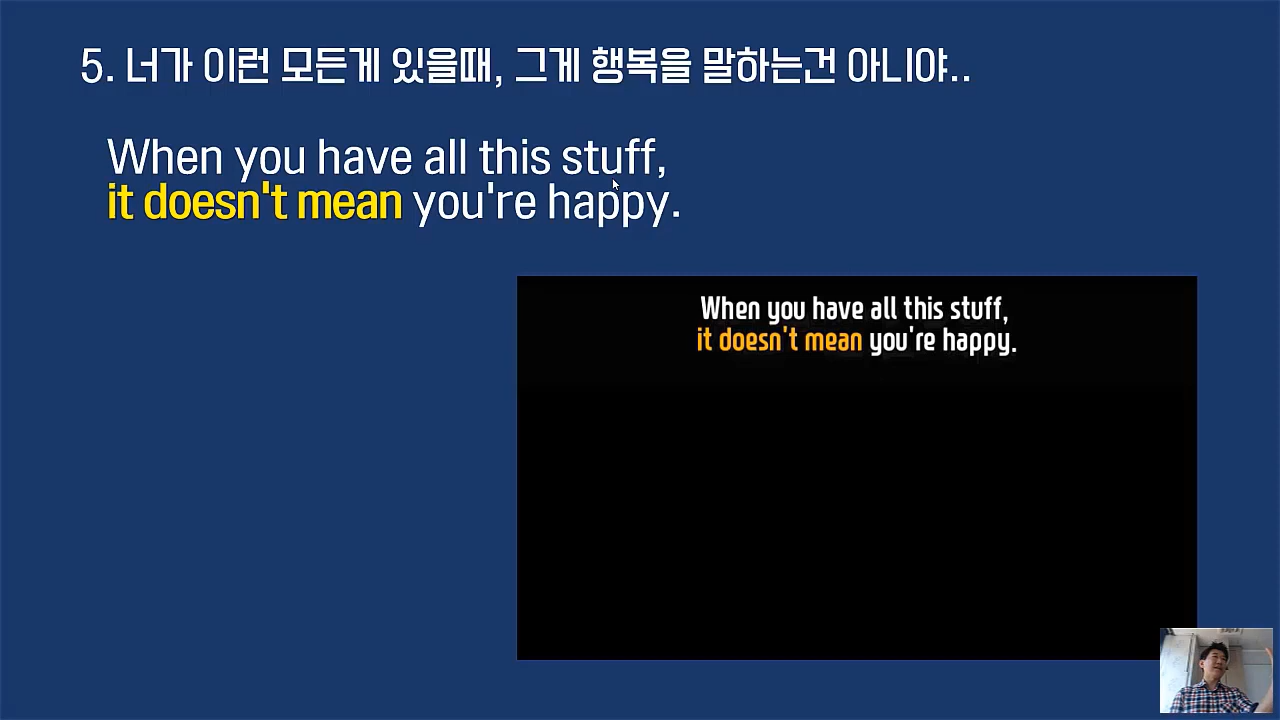 5. 너가 이런 모든게 있을때, 그게 행복을 말하는건 아니야..
When you have all this stuff,
it doesn't mean you're happy.
When you have all this stuff,
it doesn't mean you're happy.